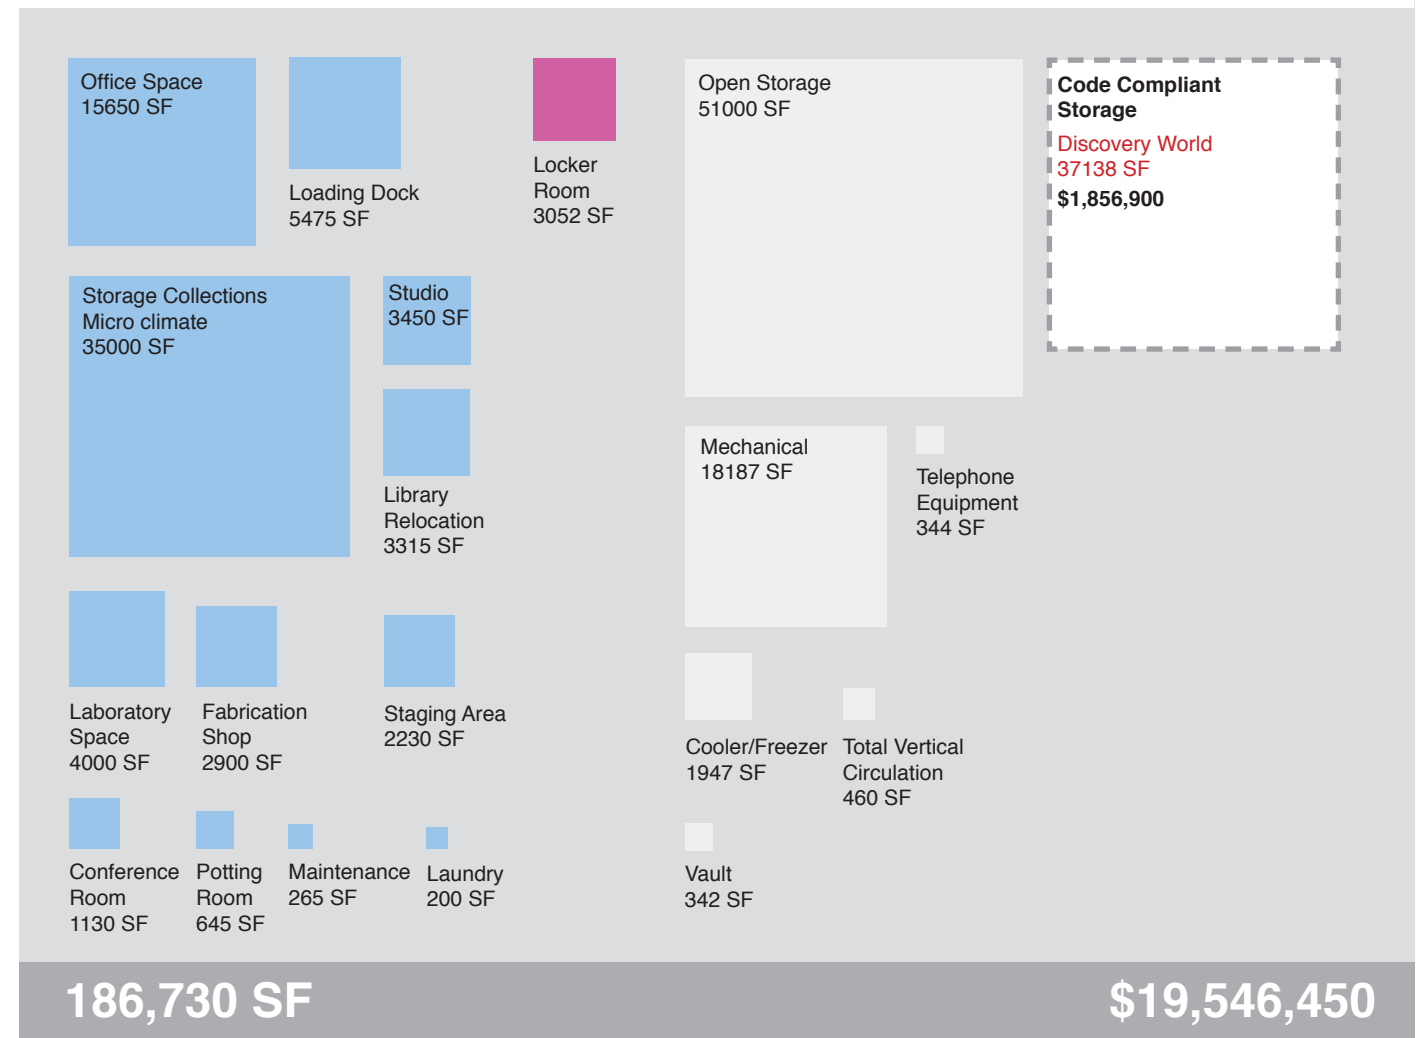 Office Space
15650 SF
Loading Dock
5475 SF
Locker
Room
3052 SF
Open Storage
51000 SF
Code Compliant
Storage
Discovery World
37138 SF
$1,856,900
Storage Collections
Micro climate
35000 SF
Studio
3450 SF
Library
Relocation
3315 SF
Mechanical
18187 SF
Telephone
Equipment
344 SF
Laboratory
Space
4000 SF
Fabrication
Shop
2900 SF
Staging Area
2230 SF
Cooler/Freezer
1947 SF
Total Vertical
Circulation
460 SF
Conference
Room
1130 SF
Potting
Room
645 SF
Maintenance
265 SF
Laundry
200 SF
Vault
342 SF
186,730 SF
$19,546,450